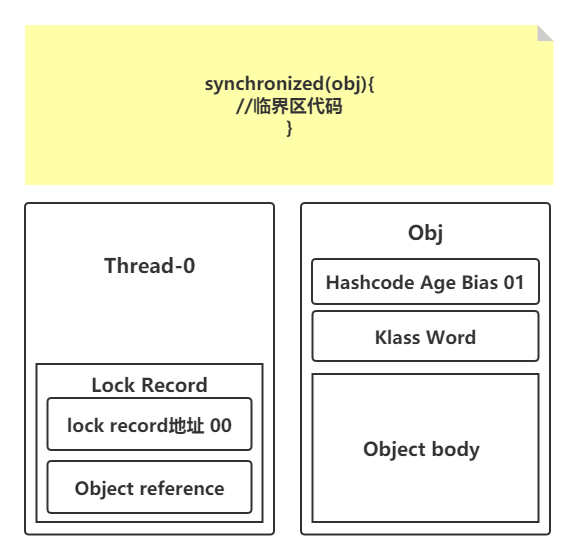 synchronized(obj){
//临界区代码
}
Thread-0
Lock Record
lock record地址 00
Object reference
Obj
Hashcode Age Bias 01
Klass Word
Object body